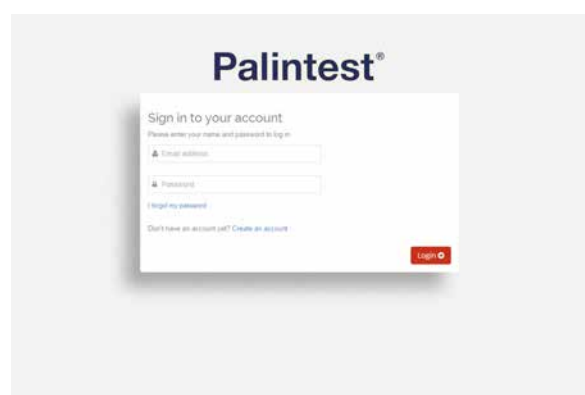 Palintest®
Sign in to your account
Please enter your name and password to log in
Email address
Password
I forgot my password
Don't have an account yet? Create an account
Login